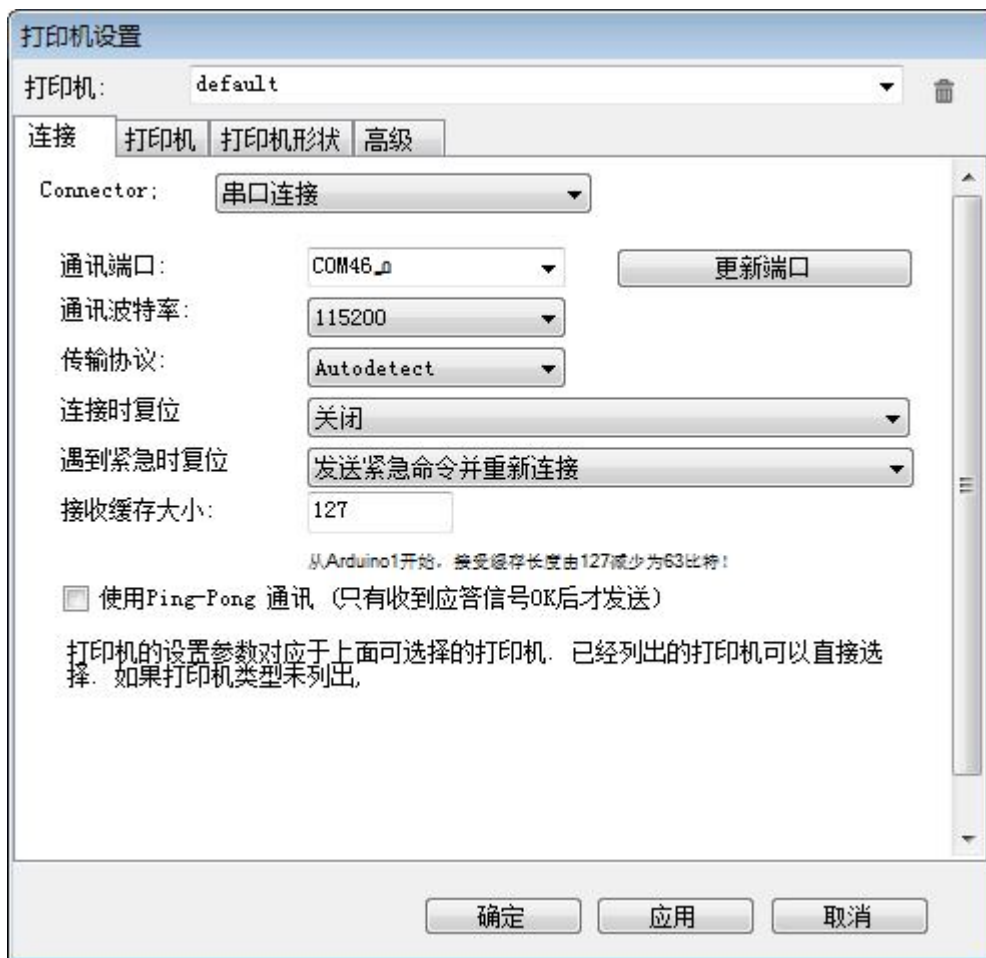 打印机设置
打印机: default
连接 打印机 打印机形状 高级
Connector: 串口连接
通讯端口: COM46 更新端口
通讯波特率: 115200
传输协议: Autodetect
连接时复位 关闭
遇到紧急时复位 发送紧急命令并重新连接
接收缓存大小: 127
从Arduino1开始，接受缓存长度由127减少为63比特!
使用Ping-Pong 通讯 (只有收到应答信号OK后才发送)
打印机的设置参数对应于上面可选择的打印机. 已经列出的打印机可以直接选
择. 如果打印机类型未列出,
确定 应用 取消